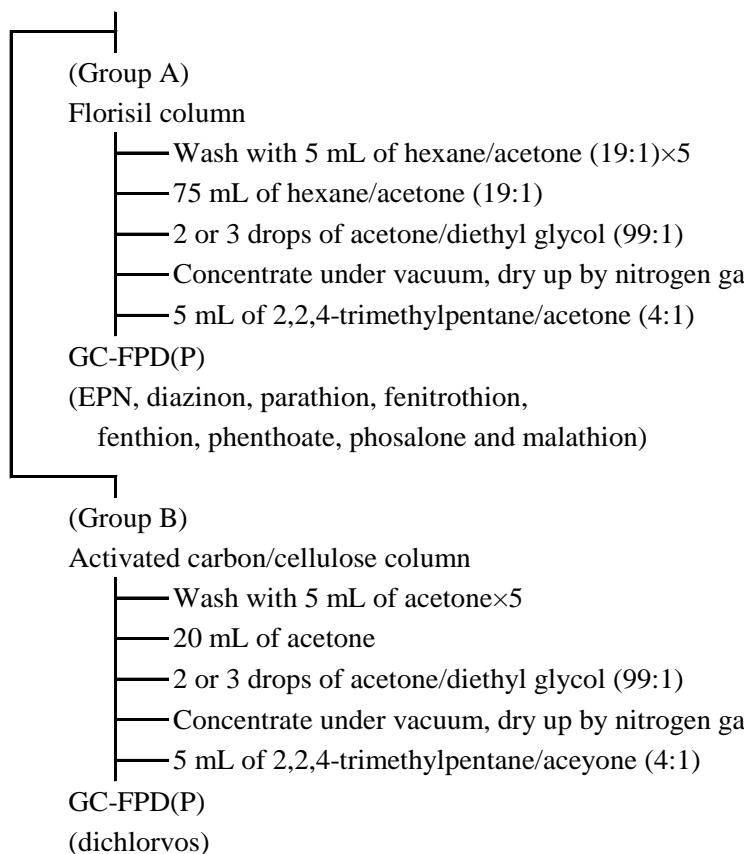 (Group A)
Florisil column
Wash with 5 mL of hexane/acetone (19:1)×5
75 mL of hexane/acetone (19:1)
2 or 3 drops of acetone/diethyl glycol (99:1)
Concentrate under vacuum, dry up by nitrogen ga
5 mL of 2,2,4-trimethylpentane/acetone (4:1)
GC-FPD(P)
(EPN, diazinon, parathion, fenitrothion,
fenthion, phenthoate, phosalone and malathion)
(Group B)
Activated carbon/cellulose column
Wash with 5 mL of acetone×5
20 mL of acetone
2 or 3 drops of acetone/diethyl glycol (99:1)
Concentrate under vacuum, dry up by nitrogen ga
5 mL of 2,2,4-trimethylpentane/aceyone (4:1)
GC-FPD(P)
(dichlorvos)